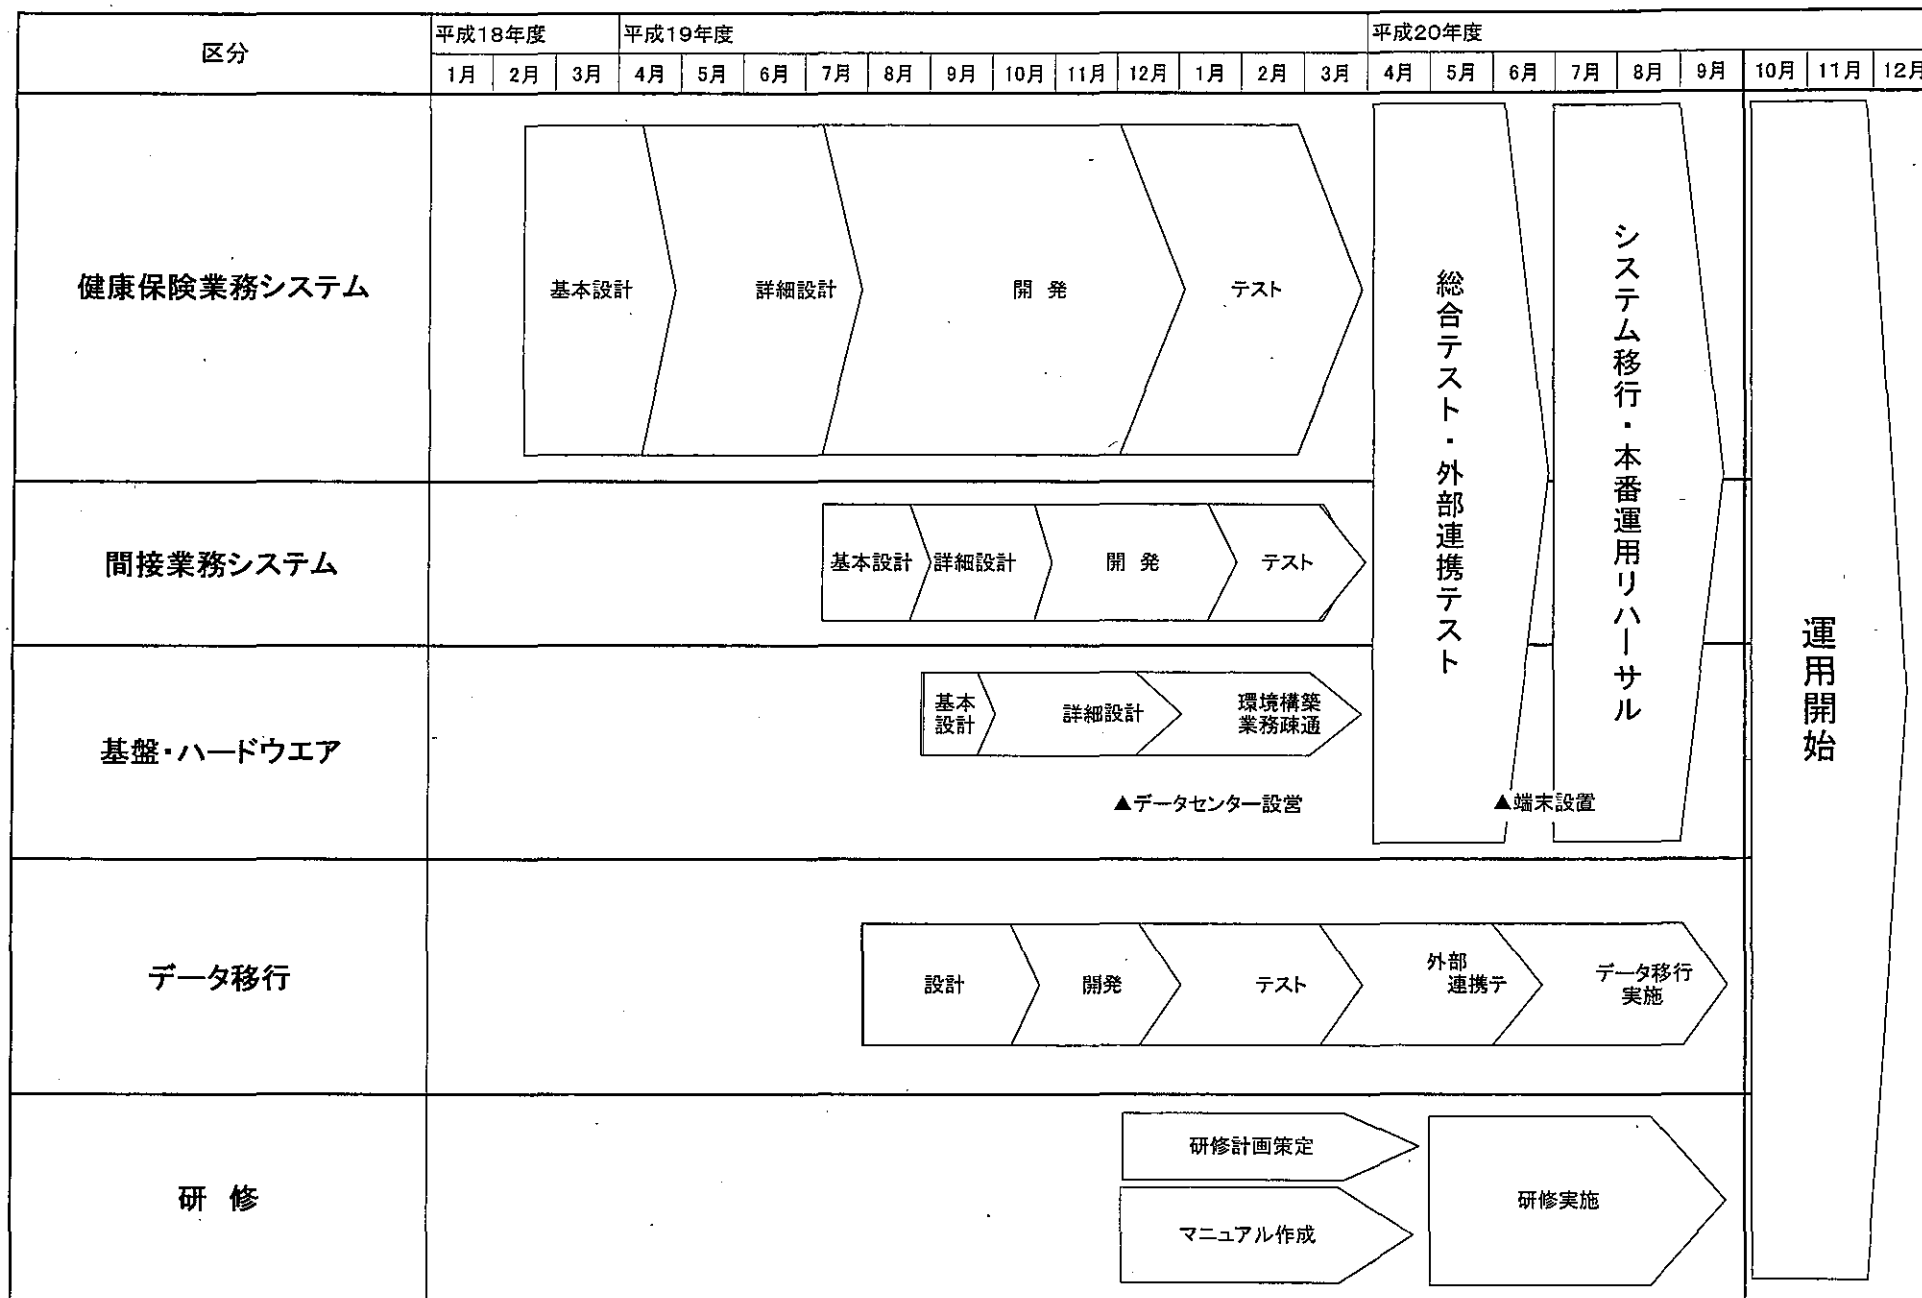 区分
平成18年度
平成19年度
平成20年度
1月 2月 3月 4月 5月 6月 7月 8月 9月 10月 11月 12月 1月 2月 3月 4月 5月 6月 7月 8月 9月 10月 11月 12月
健康保険業務システム
基本設計
詳細設計
開 発
テスト
総合テスト・外部連携テスト
システム移行・本番運用リハーサル
運用開始
間接業務システム
基本設計
詳細設計
開 発
テスト
基盤・ハードウエア
基本
設計
詳細設計
環境構築
業務疎通
▲データセンター設営
▲端末設置
データ移行
設計
開発
テスト
外部
連携テ
データ移行
実施
研 修
研修計画策定
マニュアル作成
研修実施